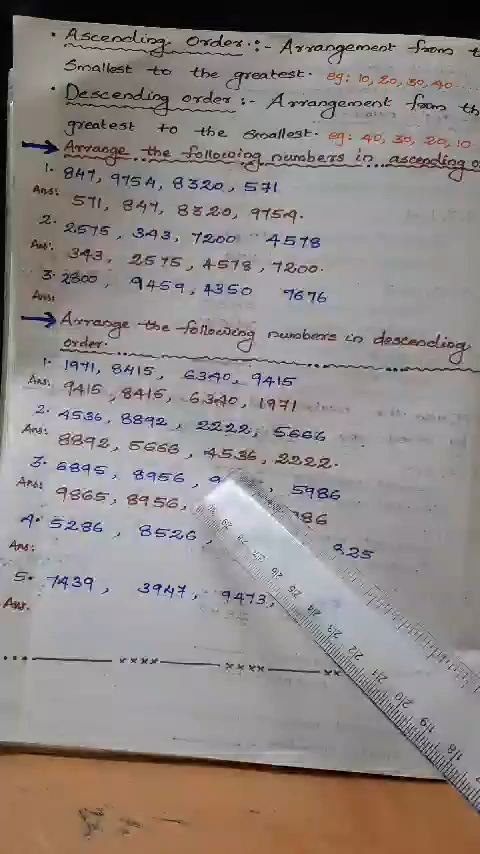 • Ascending Order :- Arrangement from
Smallest to the greatest. eg: 10, 20, 30, 40
• Descending order :- Arrangement from
greatest to the smallest. eg: 40, 30, 20, 10
→ Arrange the following numbers in ascending
1. 847, 9754, 8320, 571
Ans: 571, 847, 8320, 9754.
2. 2575, 343, 7200 4578
Ans: 343, 2575, 4578, 7200.
3. 2800, 9459, 4350 7676
Ans:
→ Arrange the following numbers in descending
order.
1. 1971, 8415, 6340, 9415
Ans: 9415, 8415, 6340, 1971
2. 4536, 8892, 2222, 5666
Ans: 8892, 5666, 4536, 2222.
3. 6895, 8956, 5986
Ans: 9865, 8956,
4. 5286, 8526,
Ans:
5. 7439, 3947, 9473,
Ans.